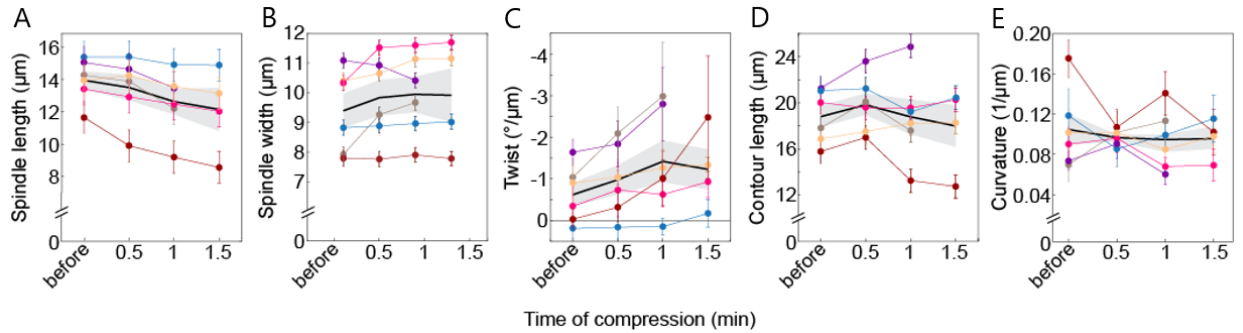 A
B
C
D
E
Spindle length (µm)
16
14
12
10
8
0
before
0.5
1
1.5
Spindle width (µm)
12
11
10
9
8
7
0
before
0.5
1
1.5
Twist (°/µm)
-4
-3
-2
-1
0
before
0.5
1
1.5
Contour length (µm)
24
20
16
12
0
before
0.5
1
1.5
Curvature (1/µm)
0.20
0.16
0.12
0.08
0.04
0
before
0.5
1
1.5
Time of compression (min)